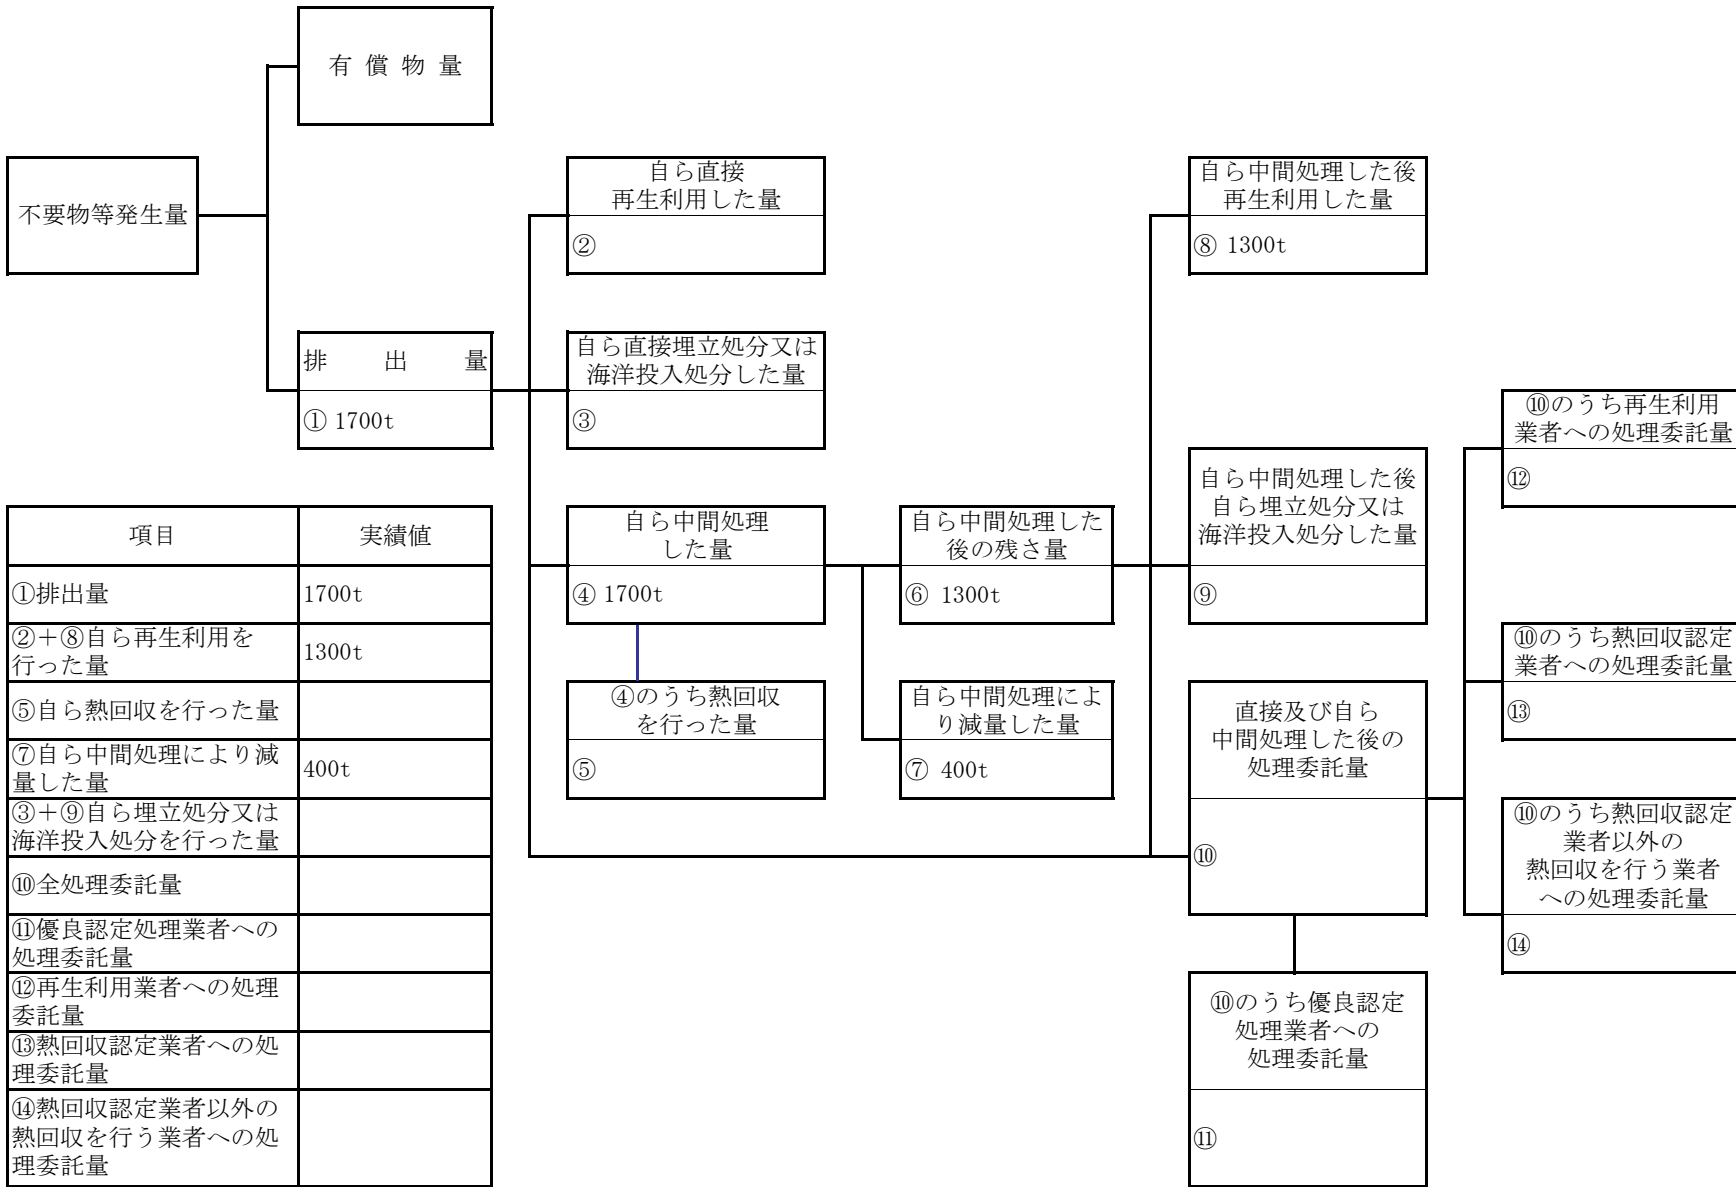 有 償 物 量
不要物等発生量
自ら直接
再生利用した量
②
自ら中間処理した後
再生利用した量
⑧ 1300t
排 出 量
① 1700t
自ら直接埋立処分又は
海洋投入処分した量
③
⑩のうち再生利用
業者への処理委託量
⑫
自ら中間処理した後
自ら埋立処分又は
海洋投入処分した量
⑨
自ら中間処理
した量
④ 1700t
自ら中間処理した
後の残さ量
⑥ 1300t
⑩のうち熱回収認定
業者への処理委託量
⑬
④のうち熱回収
を行った量
⑤
自ら中間処理によ
り減量した量
⑦ 400t
直接及び自ら
中間処理した後の
処理委託量
⑩
⑩のうち熱回収認定
業者以外の
熱回収を行う業者
への処理委託量
⑭
⑩のうち優良認定
処理業者への
処理委託量
⑪
項目 実績値
①排出量 1700t
②+⑧自ら再生利用を
行った量 1300t
⑤自ら熱回収を行った量
⑦自ら中間処理により減
量した量 400t
③+⑨自ら埋立処分又は
海洋投入処分を行った量
⑩全処理委託量
⑪優良認定処理業者への
処理委託量
⑫再生利用業者への処理
委託量
⑬熱回収認定業者への処
理委託量
⑭熱回収認定業者以外の
熱回収を行う業者への処
理委託量